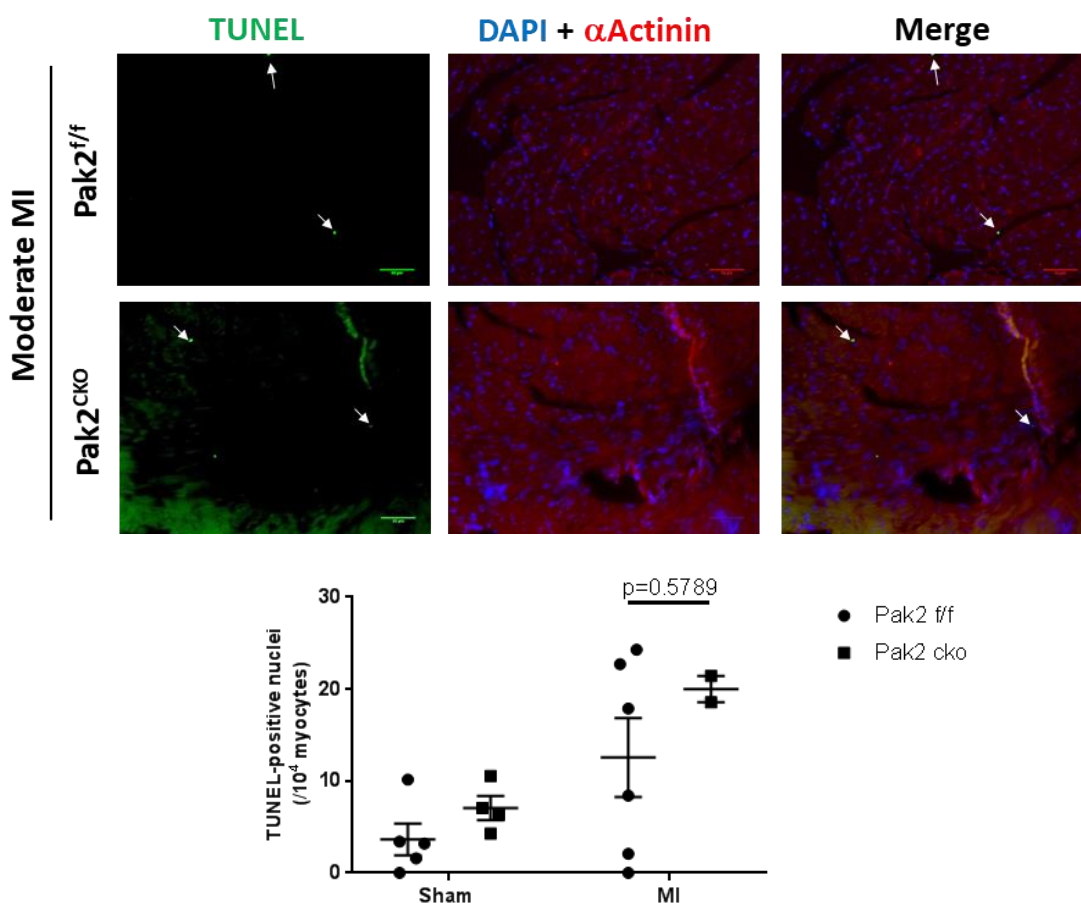 TUNEL
DAPI + αActinin
Merge
Moderate MI
Pak2f/f
Pak2CKO
p=0.5789
30
20
10
0
TUNEL-positive nuclei
(/10⁴ myocytes)
Sham
MI
Pak2 f/f
Pak2 cko